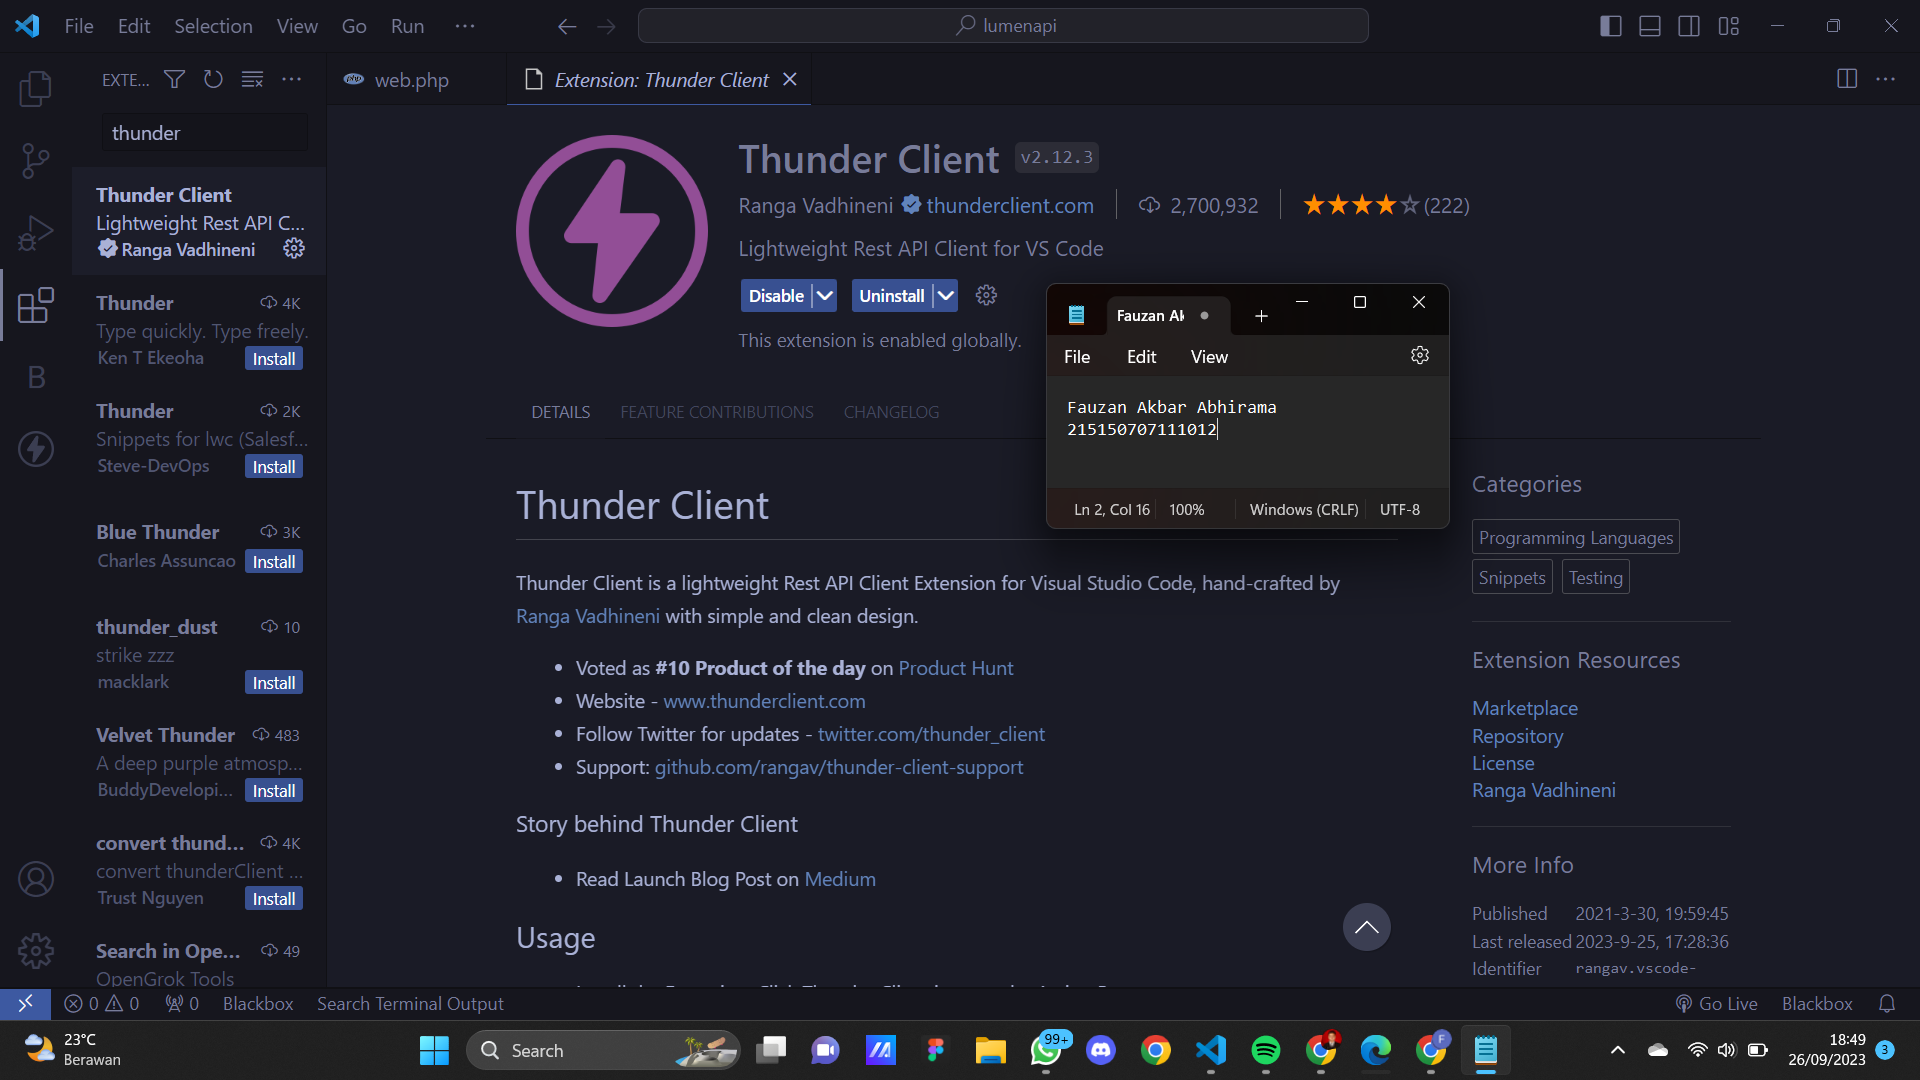 File Edit Selection View Go Run ···
lumenapi
EXTE... ···
thunder
Thunder Client
Lightweight Rest API C...
Ranga Vadhineni
Thunder 4K
Type quickly. Type freely.
Ken T Ekeoha Install
Thunder 2K
Snippets for lwc (Salesf...
Steve-DevOps Install
Blue Thunder 3K
Charles Assuncao Install
thunder_dust 10
strike zzz
macklark Install
Velvet Thunder 483
A deep purple atmosp...
BuddyDevelopi... Install
convert thund... 4K
convert thunderClient ...
Trust Nguyen Install
Search in Ope... 49
OpenGrok Tools
B
web.php Extension: Thunder Client
Thunder Client v2.12.3
Ranga Vadhineni thunderclient.com 2,700,932 (222)
Lightweight Rest API Client for VS Code
Disable Uninstall
This extension is enabled globally.
DETAILS FEATURE CONTRIBUTIONS CHANGELOG
Thunder Client
Thunder Client is a lightweight Rest API Client Extension for Visual Studio Code, hand-crafted by
Ranga Vadhineni with simple and clean design.
• Voted as #10 Product of the day on Product Hunt
• Website - www.thunderclient.com
• Follow Twitter for updates - twitter.com/thunder_client
• Support: github.com/rangav/thunder-client-support
Story behind Thunder Client
• Read Launch Blog Post on Medium
Usage
Fauzan Ak
File Edit View
Fauzan Akbar Abhirama
215150707111012
Ln 2, Col 16 100% Windows (CRLF) UTF-8
Categories
Programming Languages
Snippets Testing
Extension Resources
Marketplace
Repository
License
Ranga Vadhineni
More Info
Published 2021-3-30, 19:59:45
Last released 2023-9-25, 17:28:36
Identifier rangav.vscode-
0 0 0 Blackbox Search Terminal Output Go Live Blackbox
23°C
Berawan
Search
99+
F
18:49
26/09/2023
3